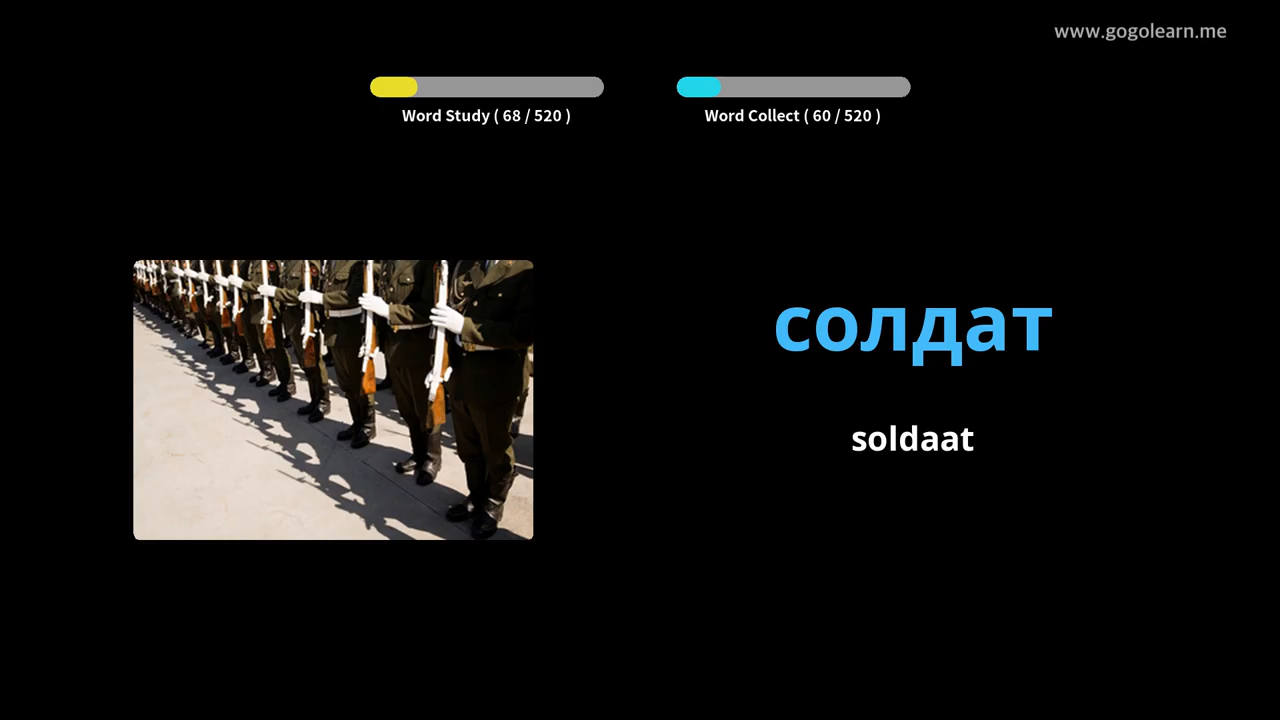 www.gogolearn.me
Word Study ( 68 / 520 )
Word Collect ( 60 / 520 )
солдат
soldaat